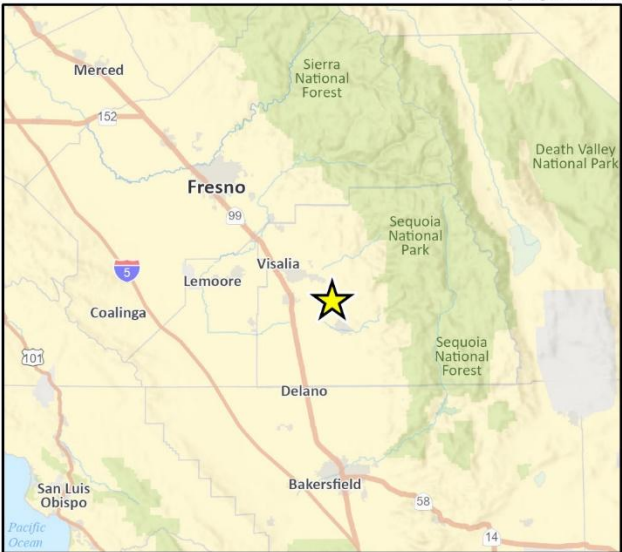 Merced
Sierra
National
Forest
152
Death Valley
National Park
Fresno
99
Sequoia
National
Park
Visalia
5
Lemoore
Coalinga
101
Sequoia
National
Forest
Delano
Bakersfield
San Luis
Obispo
58
Pacific
Ocean
14